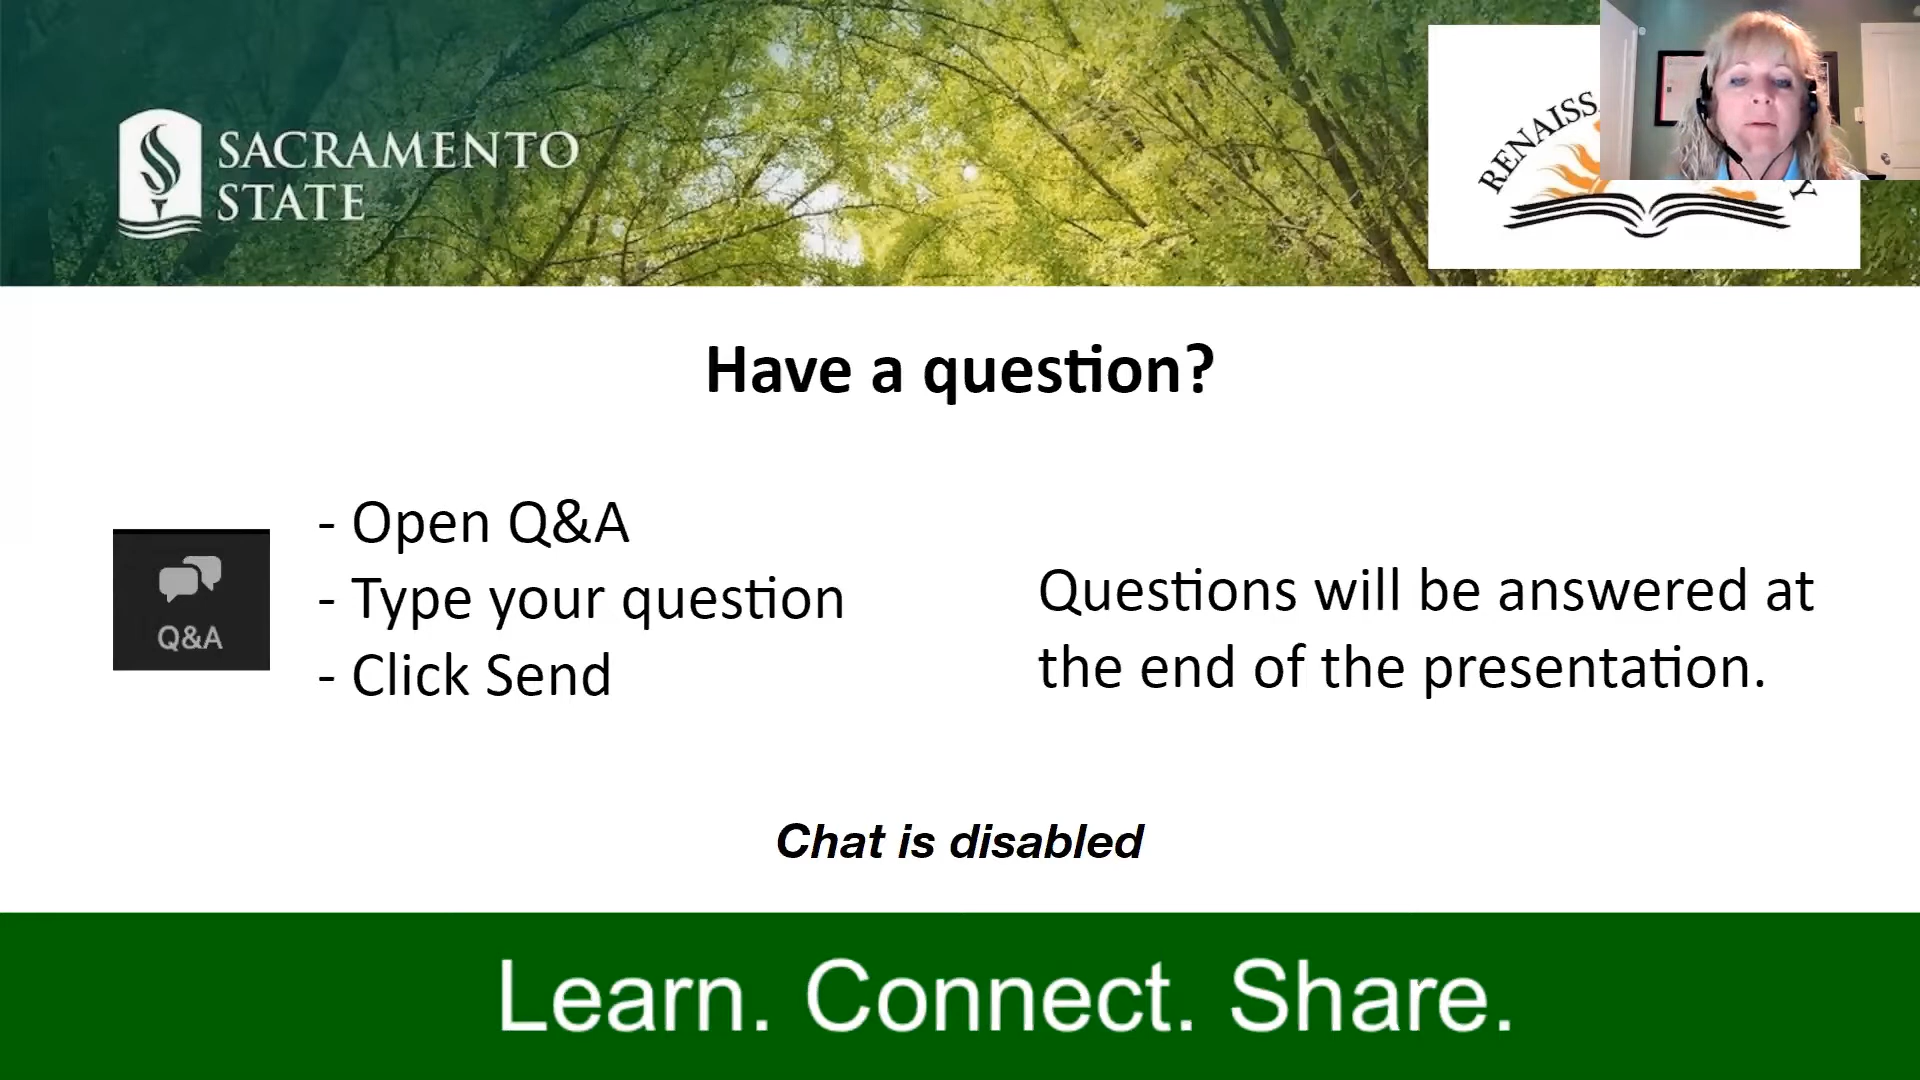 SACRAMENTO
STATE
Have a question?
- Open Q&A
- Type your question
- Click Send
Q&A
Questions will be answered at
the end of the presentation.
Chat is disabled
Learn. Connect. Share.